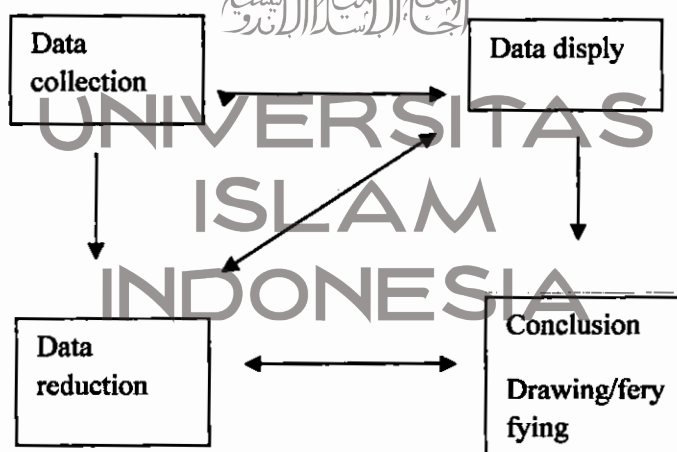 Data
collection
Data disply
UNIVERSITAS
ISLAM
INDONESIA
Data
reduction
Conclusion
Drawing/fery
fying